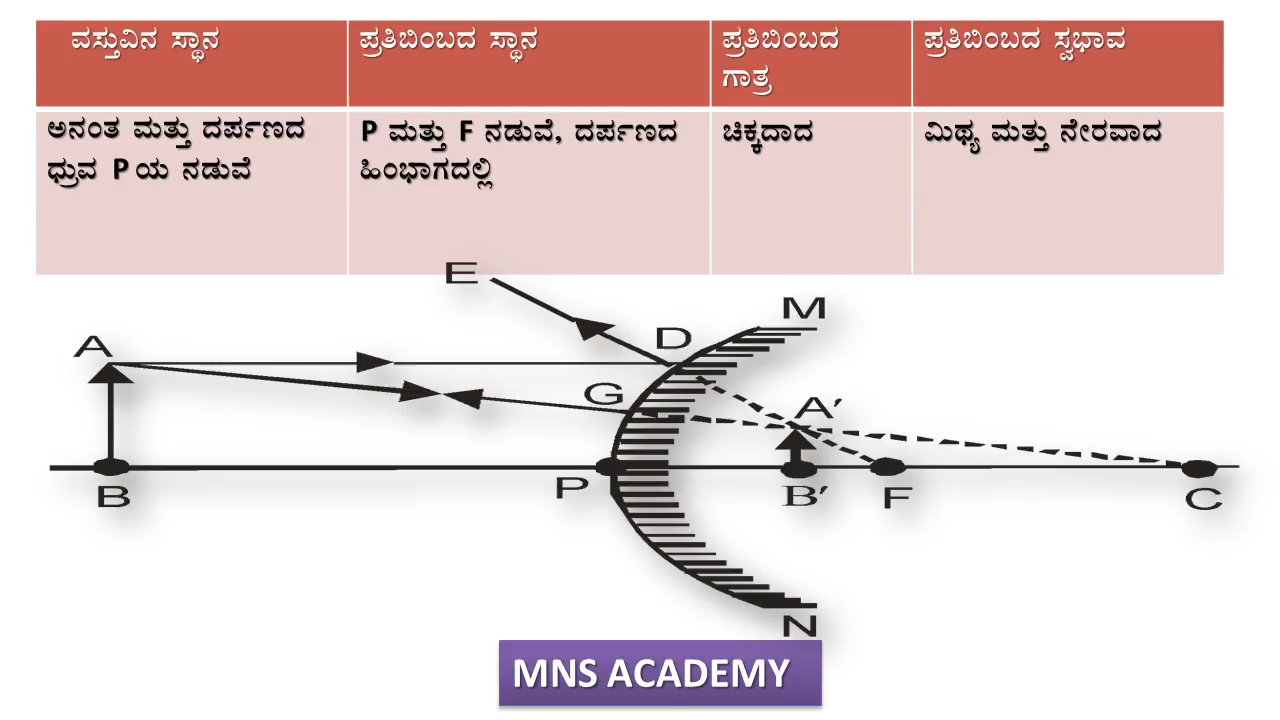 ವಸ್ತುವಿನ ಸ್ಥಾನ
ಪ್ರತಿಬಿಂಬದ ಸ್ಥಾನ
ಪ್ರತಿಬಿಂಬದ
ಗಾತ್ರ
ಪ್ರತಿಬಿಂಬದ ಸ್ವಭಾವ
ಅನಂತ ಮತ್ತು ದರ್ಪಣದ
ಧ್ರುವ P ಯ ನಡುವೆ
P ಮತ್ತು F ನಡುವೆ, ದರ್ಪಣದ
ಹಿಂಭಾಗದಲ್ಲಿ
ಚಿಕ್ಕದಾದ
ಮಿಥ್ಯ ಮತ್ತು ನೇರವಾದ
E
M
D
A
G
A′
B
P
B′
F
C
N
MNS ACADEMY